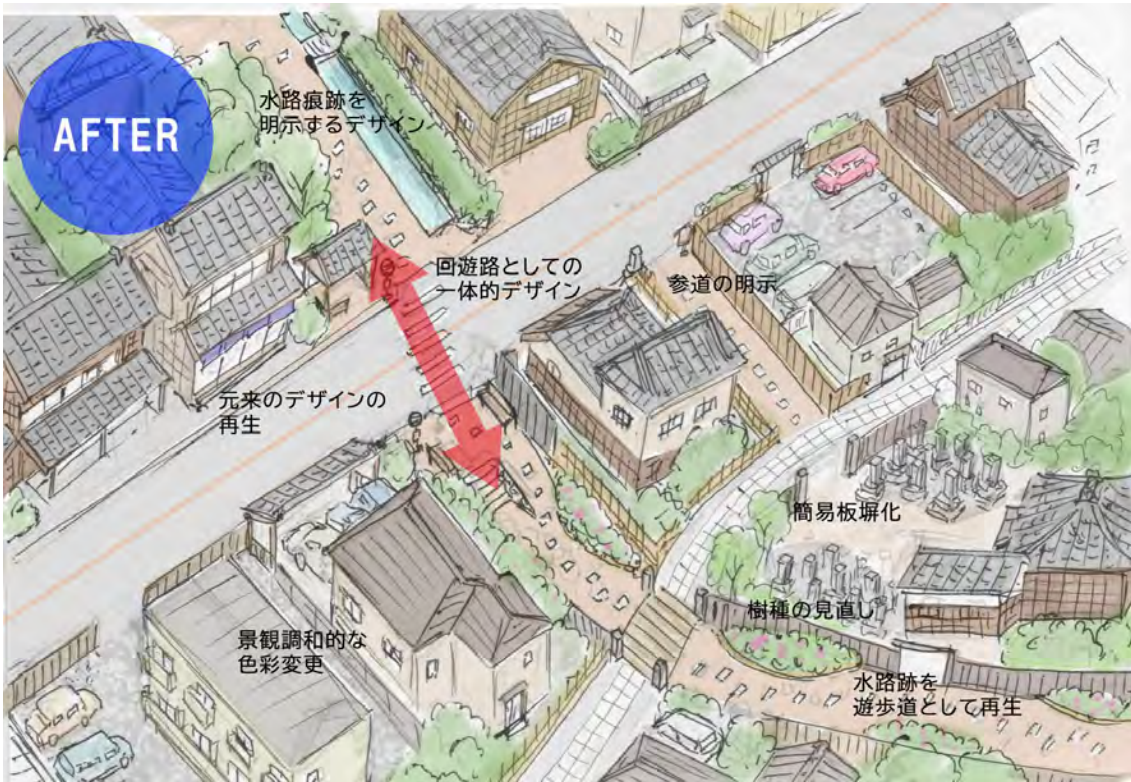 AFTER
水路痕跡を
明示するデザイン
回遊路としての
一体的デザイン
参道の明示
元来のデザインの
再生
簡易板塀化
樹種の見直し
景観調和的な
色彩変更
水路跡を
遊歩道として再生